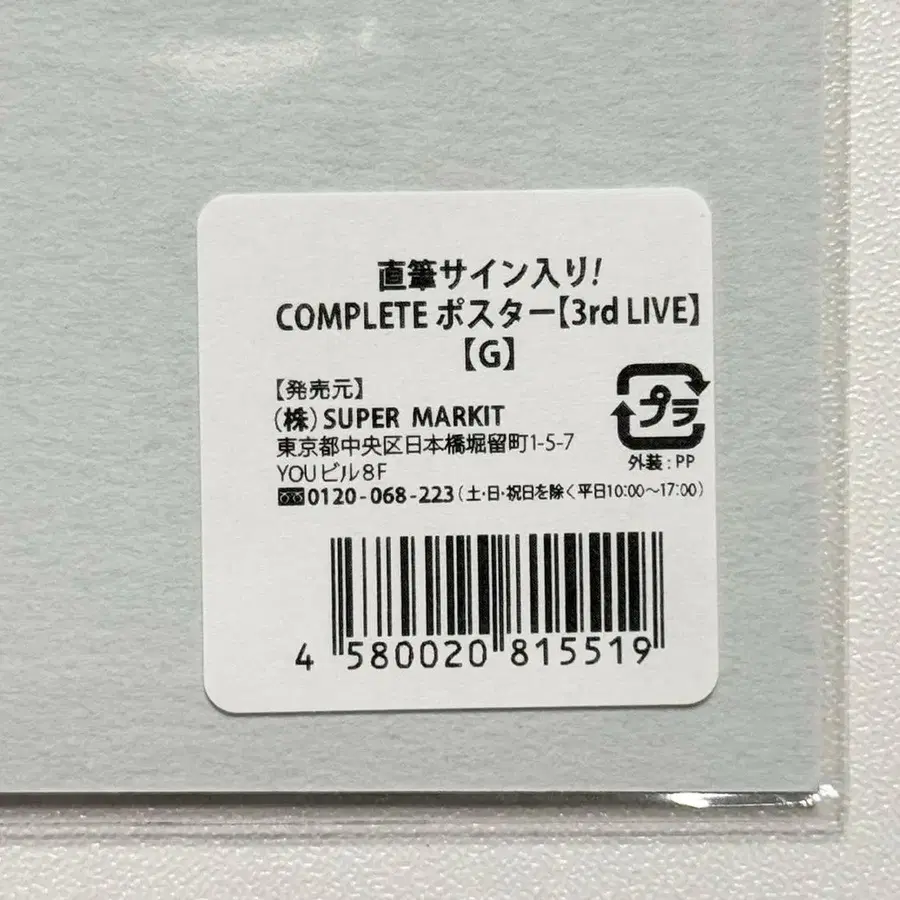 直筆サイン入り!
COMPLETE ポスター【3rd LIVE】
【G】
【発売元】
(株) SUPER MARKIT
東京都中央区日本橋堀留町1-5-7
YOUビル8F
0120-068-223(土・日・祝日を除く平日10:00〜17:00)
プラ
外装:PP
4 580020 815519